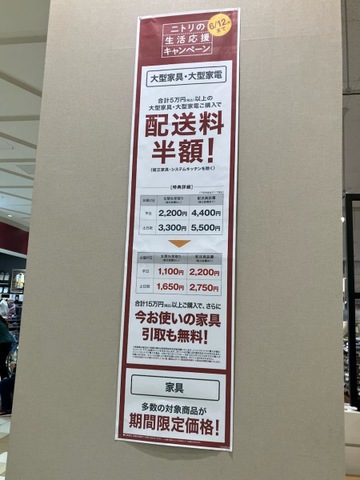 ニトリの
生活応援
キャンペーン
6/12まで
大型家具・大型家電
合計5万円(税込)以上の
大型家具・大型家電ご購入で
配送料
半額!
(組立家具・システムキッチンを除く)
[特典詳細]
平日 2,200円 4,400円
土日祝 3,300円 5,500円
平日 1,100円 2,200円
土日祝 1,650円 2,750円
合計15万円(税込)以上ご購入で、さらに
今お使いの家具
引取も無料!
家具
多数の対象商品が
期間限定価格!